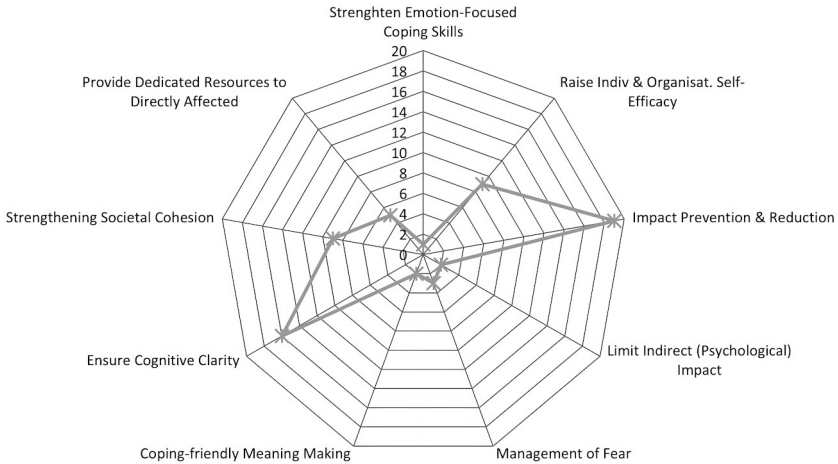 Strenghten Emotion-Focused
Coping Skills
20
18
16
14
12
10
8
6
4
2
0
Raise Indiv & Organisat. Self-
Efficacy
Impact Prevention & Reduction
Limit Indirect (Psychological)
Impact
Management of Fear
Coping-friendly Meaning Making
Ensure Cognitive Clarity
Strengthening Societal Cohesion
Provide Dedicated Resources to
Directly Affected